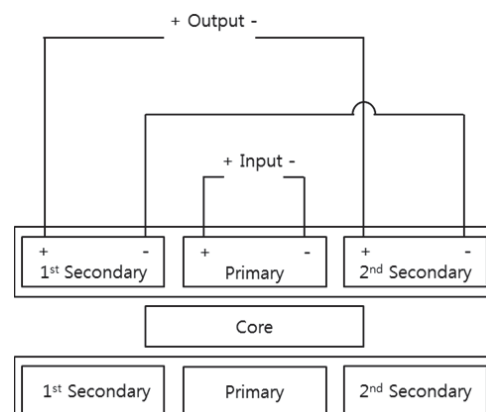 + Output -
+ Input -
+ - + - + -
1st Secondary Primary 2nd Secondary
Core
1st Secondary Primary 2nd Secondary